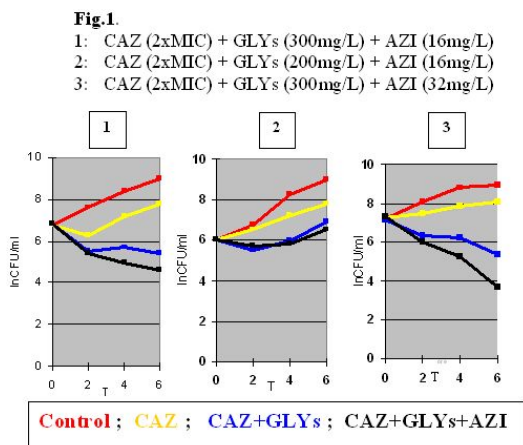 Fig.1.
1: CAZ (2xMIC) + GLYs (300mg/L) + AZI (16mg/L)
2: CAZ (2xMIC) + GLYs (200mg/L) + AZI (16mg/L)
3: CAZ (2xMIC) + GLYs (300mg/L) + AZI (32mg/L)
1 2 3
10 10 10
8 8 8
6 6 6
4 4 4
2 2 2
0 0 0
lnCFU/ml lnCFU/ml lnCFU/ml
0 2 4 6 0 2 4 6 0 2 4 6
T T T
Control ; CAZ ; CAZ+GLYs ; CAZ+GLYs+AZI